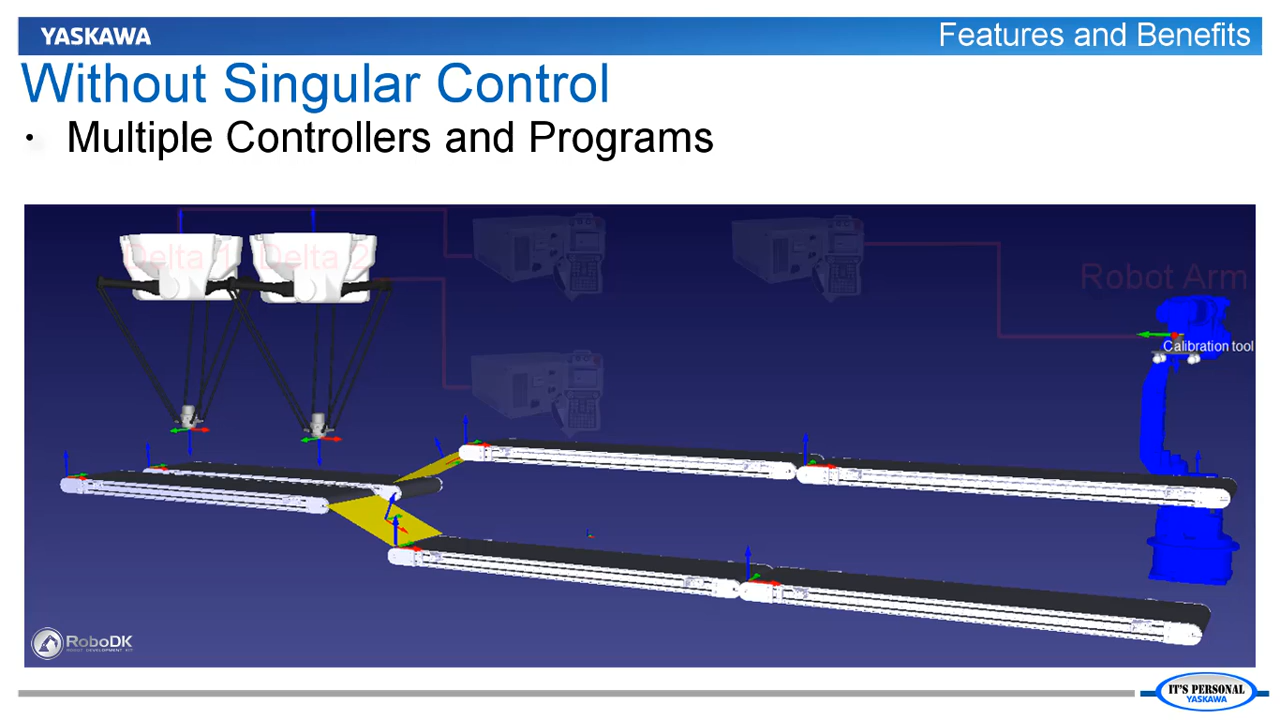 YASKAWA
Features and Benefits
Without Singular Control
• Multiple Controllers and Programs
Delta 1
Delta 2
Robot Arm
Calibration tool
RoboDK
IT'S PERSONAL
YASKAWA